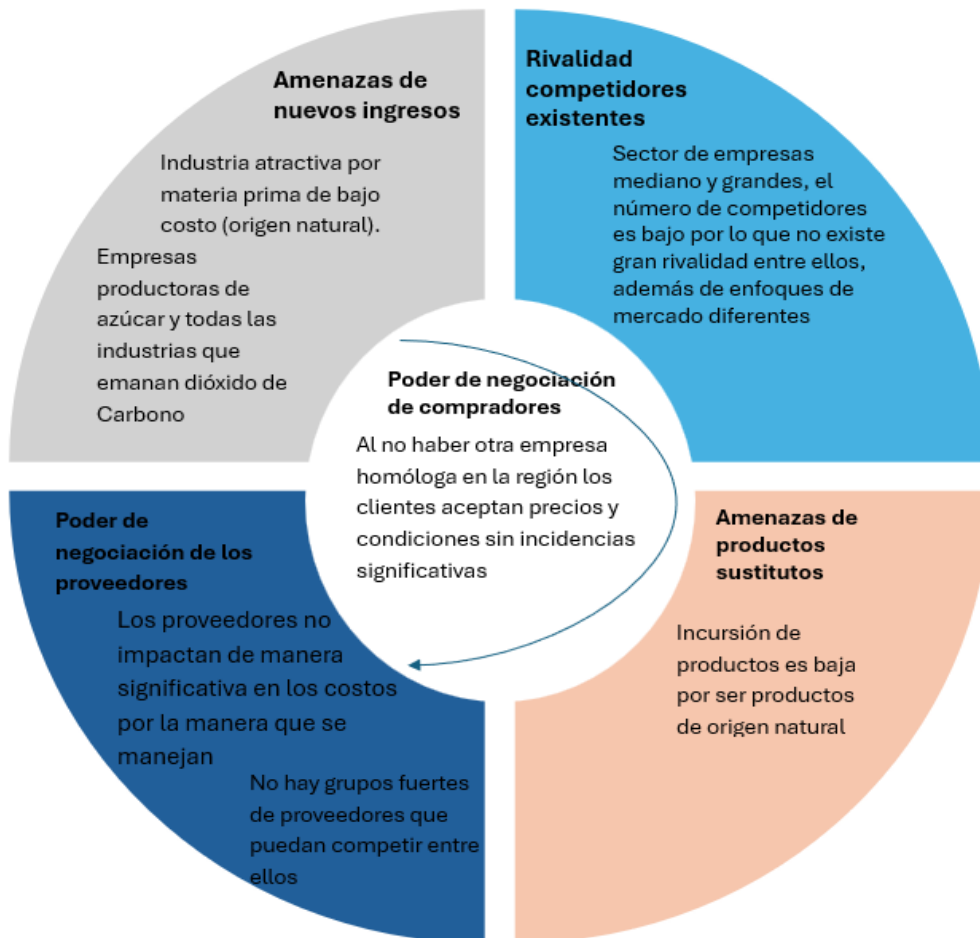 Amenazas de
nuevos ingresos
Industria atractiva por
materia prima de bajo
costo (origen natural).
Empresas
productoras de
azúcar y todas las
industrias que
emanan dióxido de
Carbono
Rivalidad
competidores
existentes
Sector de empresas
mediano y grandes, el
número de competidores
es bajo por lo que no existe
gran rivalidad entre ellos,
además de enfoques de
mercado diferentes
Poder de negociación
de compradores
Al no haber otra empresa
homóloga en la región los
clientes aceptan precios y
condiciones sin incidencias
significativas
Poder de
negociación de los
proveedores
Los proveedores no
impactan de manera
significativa en los costos
por la manera que se
manejan
No hay grupos fuertes
de proveedores que
puedan competir entre
ellos
Amenazas de
productos
sustitutos
Incursión de
productos es baja
por ser productos
de origen natural